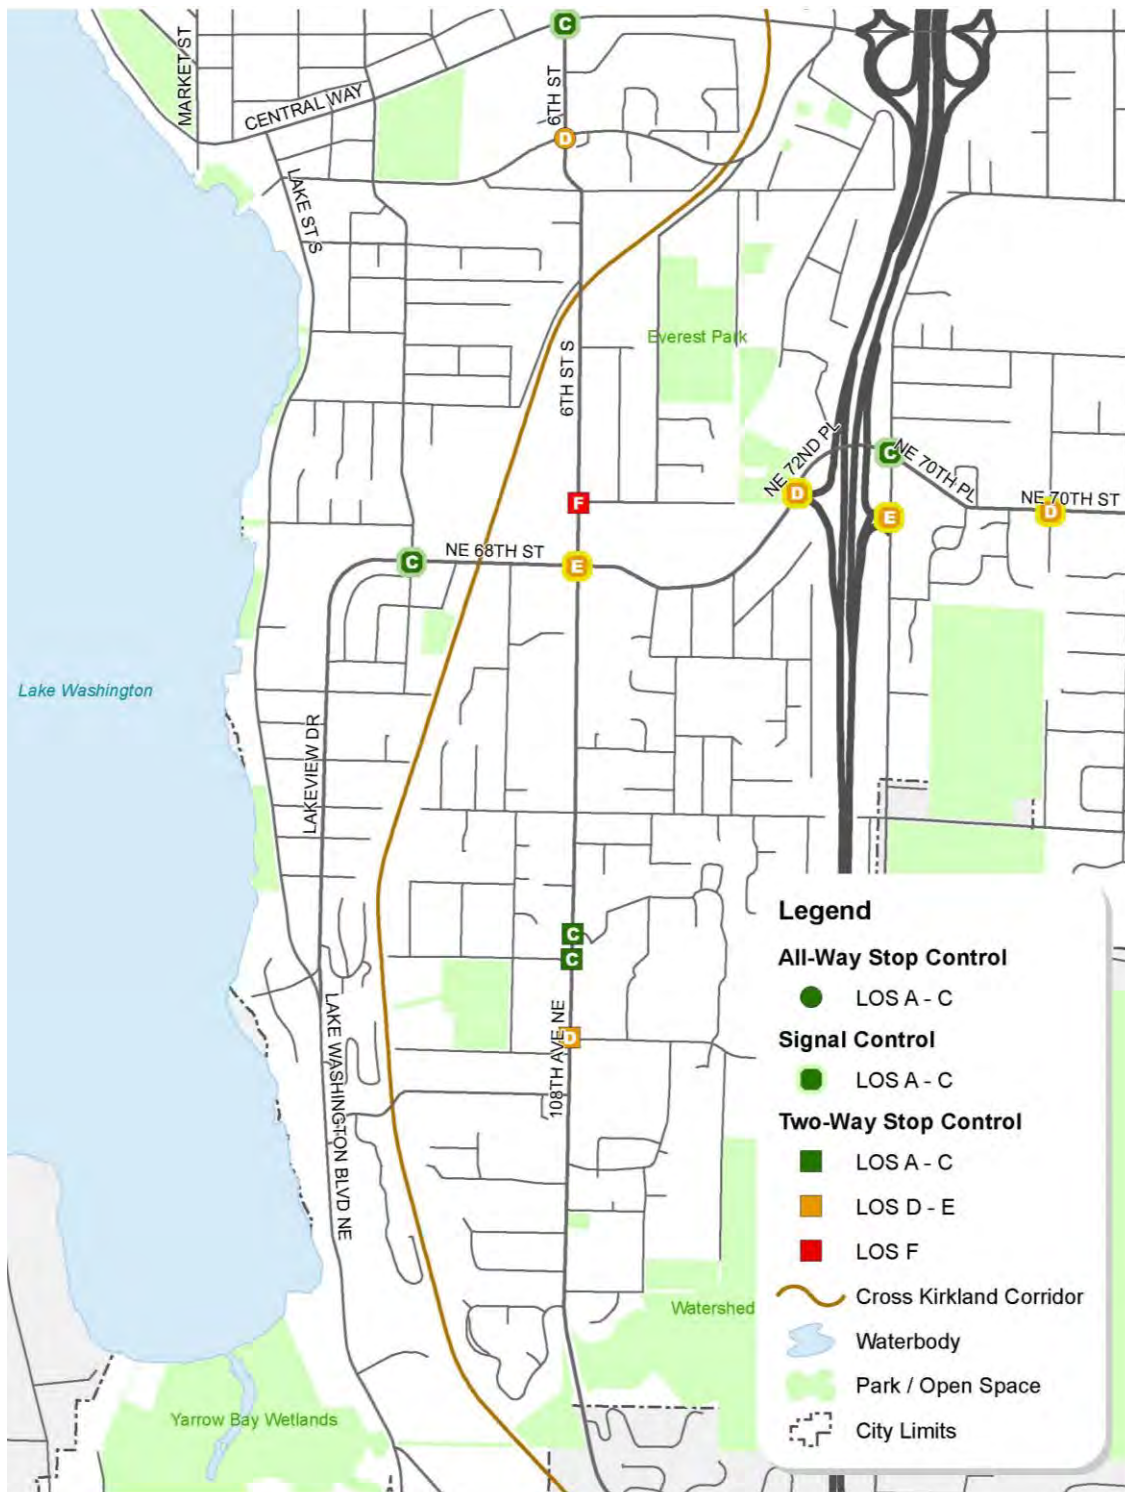 C
MARKET ST
CENTRAL WAY
6TH ST
D
LAKE ST S
Everest Park
6TH ST S
NE 72ND PL
C
NE 70TH PL
D
E
NE 70TH ST
D
F
C
NE 68TH ST
E
Lake Washington
LAKEVIEW DR
C
C
D
108TH AVE NE
LAKE WASHINGTON BLVD NE
Watershed
Yarrow Bay Wetlands
Legend
All-Way Stop Control
LOS A - C
Signal Control
LOS A - C
Two-Way Stop Control
LOS A - C
LOS D - E
LOS F
Cross Kirkland Corridor
Waterbody
Park / Open Space
City Limits